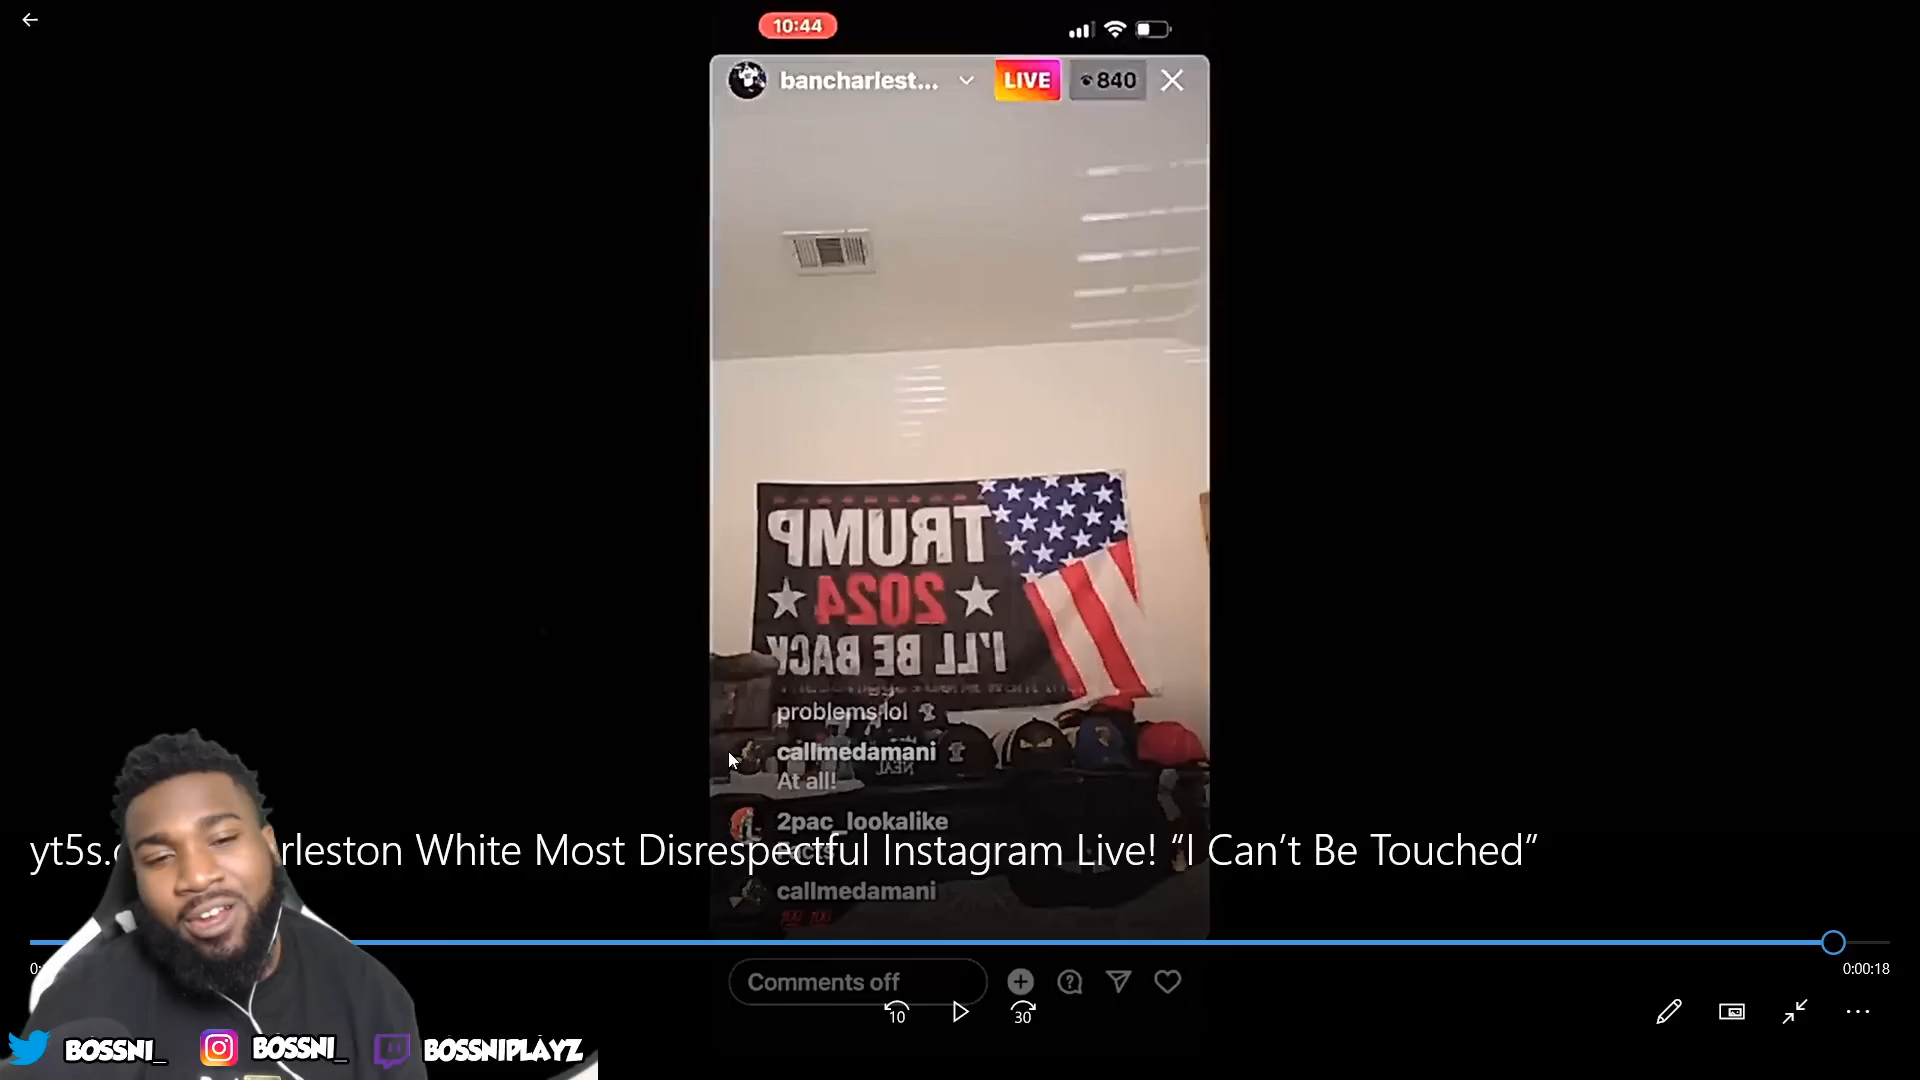 10:44
bancharlest...
LIVE
840
TRUMP
2024
I'LL BE BACK
problems lol
callmedamani
At all!
2pac_lookalike
callmedamani
💯 💯
yt5s. rleston White Most Disrespectful Instagram Live! “I Can’t Be Touched”
0:00:18
Comments off
10
30
BOSSNI_
BOSSNI_
BOSSNIPLAYZ